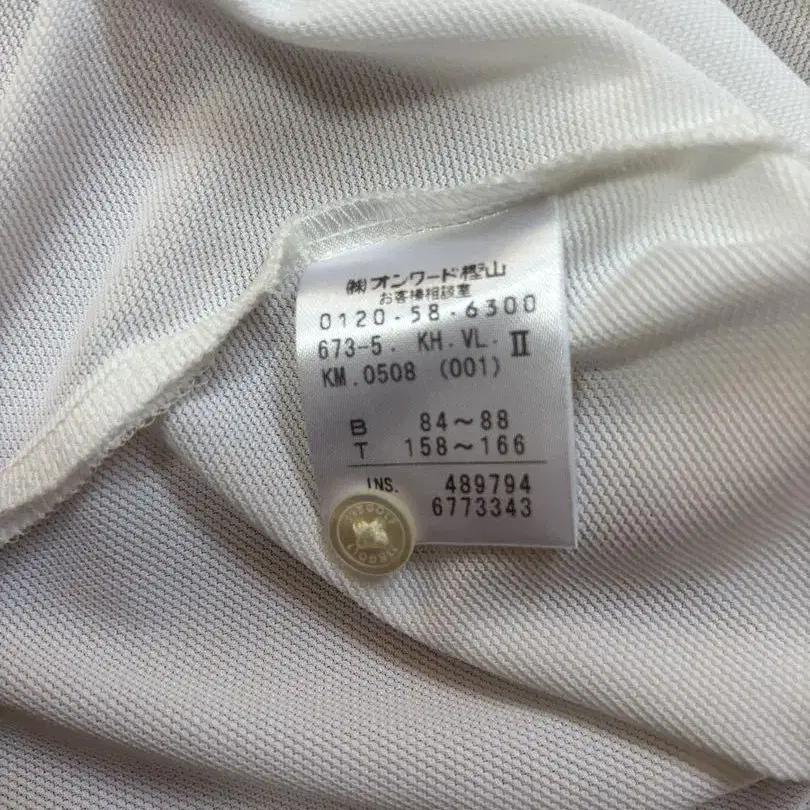 ㈱オンワード樫山
お客様相談室
0120-58-6300
673-5. KH.VL. Ⅱ
KM.0508 (001)
B 84～88
T 158～166
INS. 489794
6773343